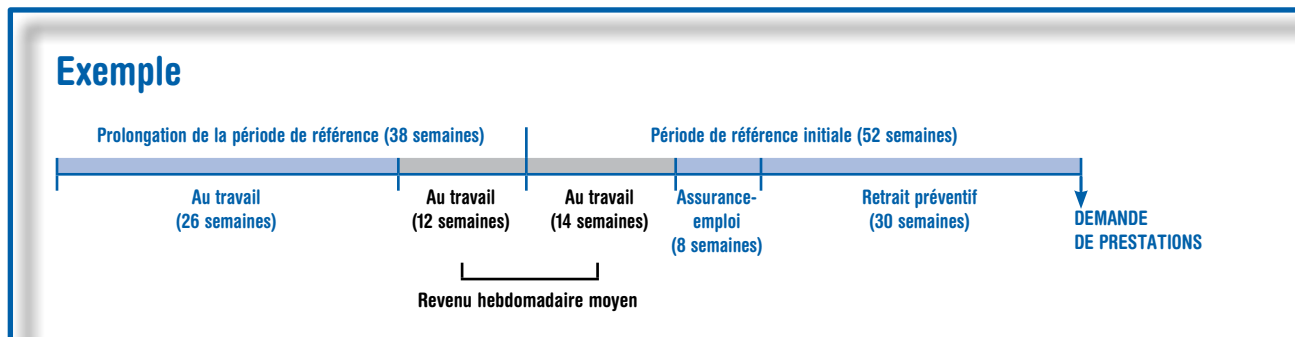 Exemple
Prolongation de la période de référence (38 semaines)
Période de référence initiale (52 semaines)
Au travail
(26 semaines)
Au travail
(12 semaines)
Au travail
(14 semaines)
Assurance-
emploi
(8 semaines)
Retrait préventif
(30 semaines)
DEMANDE
DE PRESTATIONS
Revenu hebdomadaire moyen